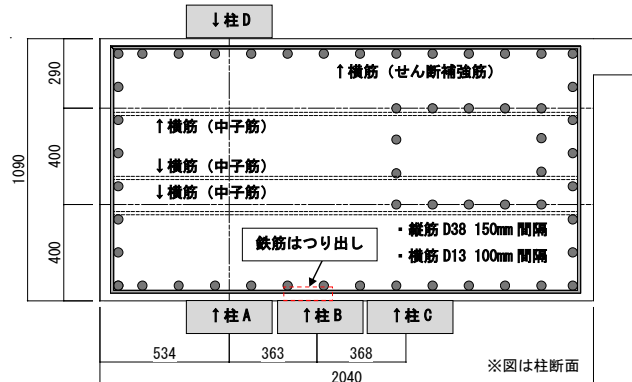 ↓柱D
290
↑横筋（せん断補強筋）
↑横筋（中子筋）
400
1090
↓横筋（中子筋）
↓横筋（中子筋）
・縦筋 D38 150mm 間隔
鉄筋はつり出し
・横筋 D13 100mm 間隔
400
↑柱A
↑柱B
↑柱C
534
363
368
※図は柱断面
2040